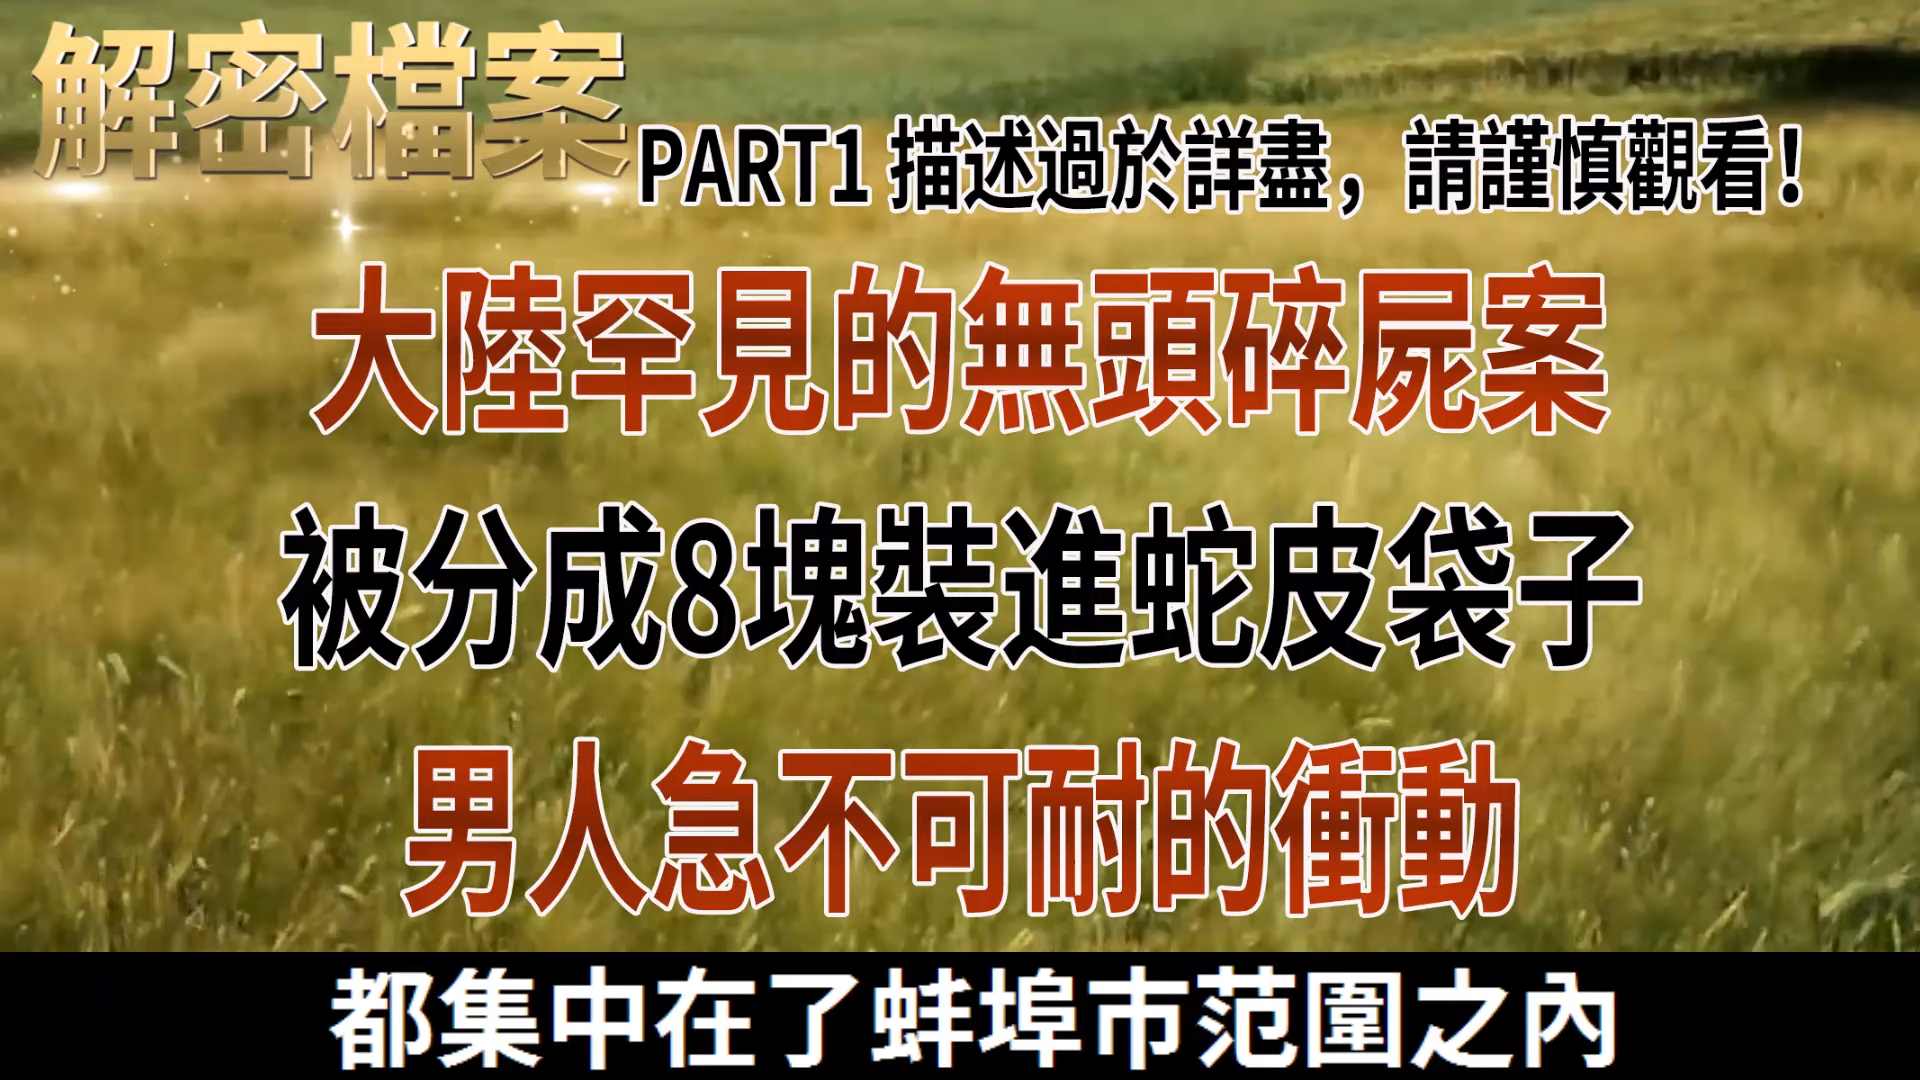 解密檔案
PART1 描述過於詳盡，請謹慎觀看！
大陸罕見的無頭碎屍案
被分成8塊裝進蛇皮袋子
男人急不可耐的衝動
都集中在了蚌埠市范圍之內